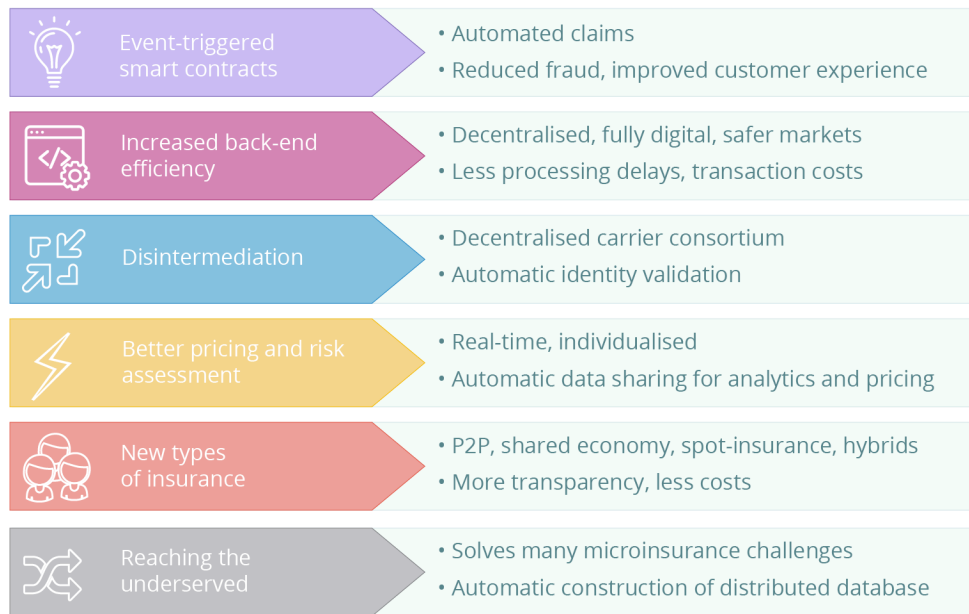 Event-triggered
smart contracts
• Automated claims
• Reduced fraud, improved customer experience
Increased back-end
efficiency
• Decentralised, fully digital, safer markets
• Less processing delays, transaction costs
Disintermediation
• Decentralised carrier consortium
• Automatic identity validation
Better pricing and risk
assessment
• Real-time, individualised
• Automatic data sharing for analytics and pricing
New types
of insurance
• P2P, shared economy, spot-insurance, hybrids
• More transparency, less costs
Reaching the
underserved
• Solves many microinsurance challenges
• Automatic construction of distributed database